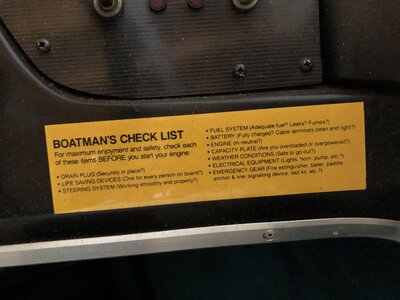 BOATMAN'S CHECK LIST
For maximum enjoyment and safety, check each
of these items BEFORE you start your engine.
• DRAIN PLUG (Securely in place?)
• LIFE SAVING DEVICES (One for every person on board?)
• STEERING SYSTEM (Working smoothly and properly?)
• FUEL SYSTEM (Adequate fuel? Leaks? Fumes?)
• BATTERY (Fully charged? Cable terminals clean and tight?)
• ENGINE (In neutral?)
• CAPACITY PLATE (Are you overloaded or overpowered?)
• WEATHER CONDITIONS (Safe to go out?)
• ELECTRICAL EQUIPMENT (Lights, horn, pump, etc.?)
• EMERGENCY GEAR (Fire extinguisher, bailer, paddle,
anchor & line, signalling device, tool kit, etc.?)